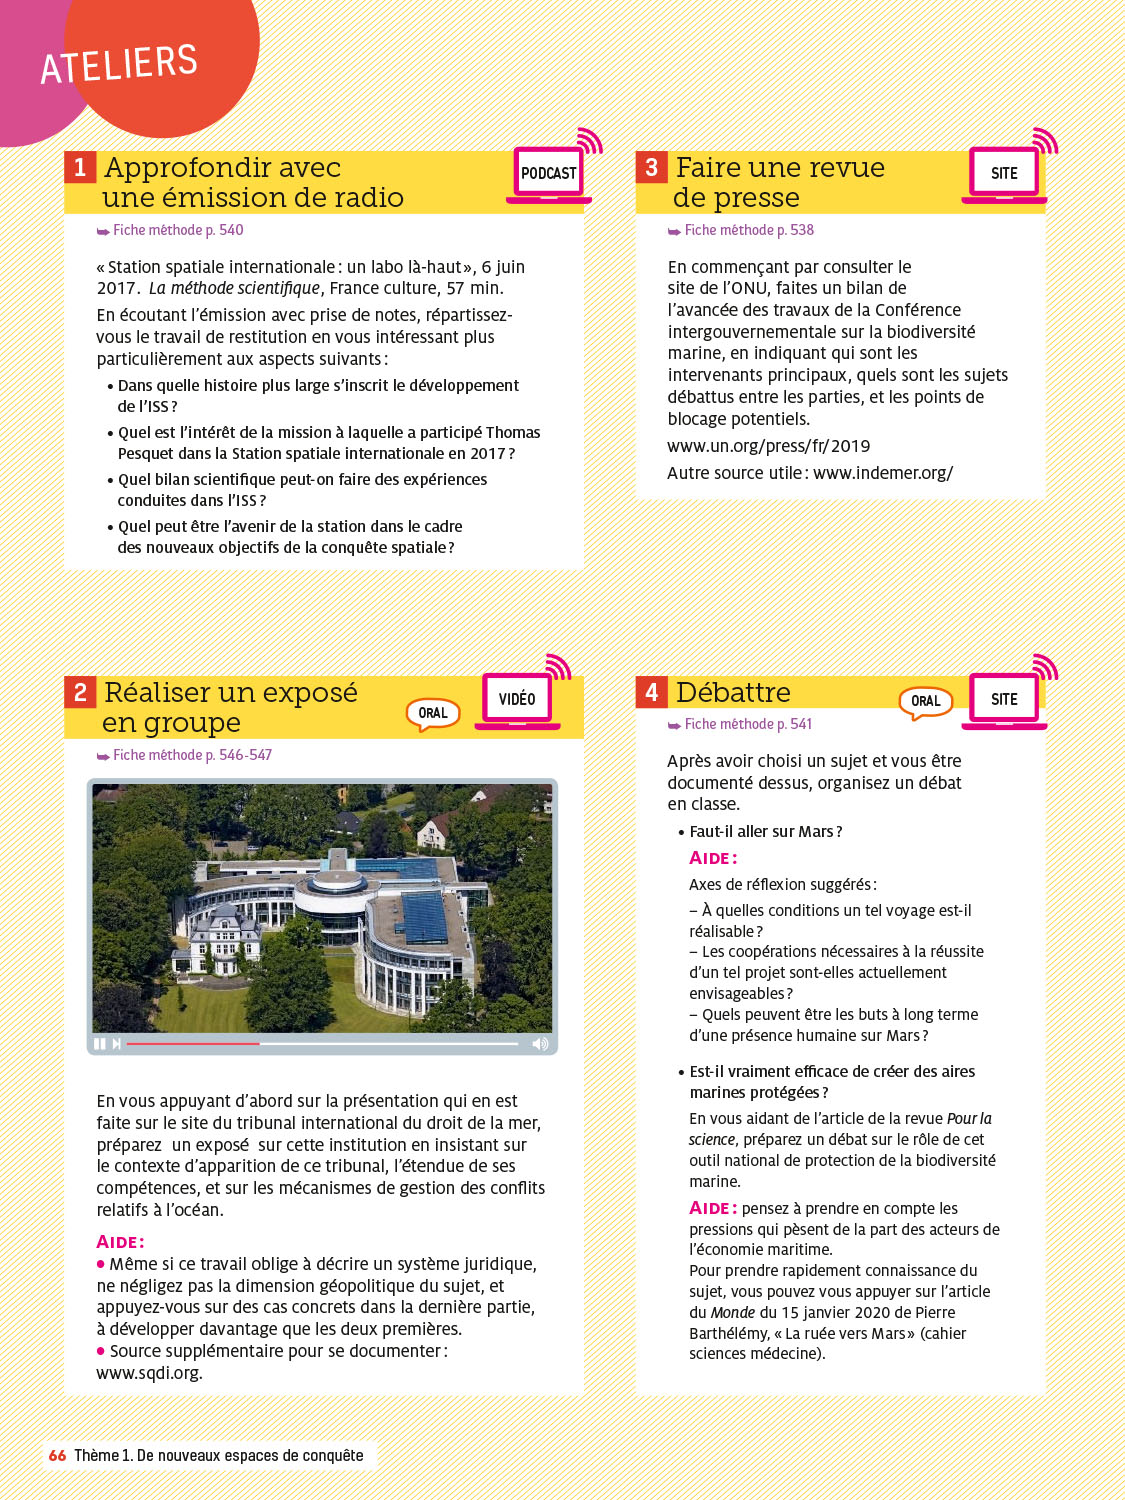 ATELIERS
1 Approfondir avec
une émission de radio
PODCAST
➥ Fiche méthode p. 540
« Station spatiale internationale : un labo là-haut », 6 juin
2017. La méthode scientifique, France culture, 57 min.
En écoutant l’émission avec prise de notes, répartissez-
vous le travail de restitution en vous intéressant plus
particulièrement aux aspects suivants :
• Dans quelle histoire plus large s’inscrit le développement
de l’ISS ?
• Quel est l’intérêt de la mission à laquelle a participé Thomas
Pesquet dans la Station spatiale internationale en 2017 ?
• Quel bilan scientifique peut-on faire des expériences
conduites dans l’ISS ?
• Quel peut être l’avenir de la station dans le cadre
des nouveaux objectifs de la conquête spatiale ?
2 Réaliser un exposé
en groupe
ORAL
VIDÉO
➥ Fiche méthode p. 546-547
En vous appuyant d’abord sur la présentation qui en est
faite sur le site du tribunal international du droit de la mer,
préparez un exposé sur cette institution en insistant sur
le contexte d’apparition de ce tribunal, l’étendue de ses
compétences, et sur les mécanismes de gestion des conflits
relatifs à l’océan.
AIDE :
• Même si ce travail oblige à décrire un système juridique,
ne négligez pas la dimension géopolitique du sujet, et
appuyez-vous sur des cas concrets dans la dernière partie,
à développer davantage que les deux premières.
• Source supplémentaire pour se documenter :
www.sqdi.org.
3 Faire une revue
de presse
SITE
➥ Fiche méthode p. 538
En commençant par consulter le
site de l’ONU, faites un bilan de
l’avancée des travaux de la Conférence
intergouvernementale sur la biodiversité
marine, en indiquant qui sont les
intervenants principaux, quels sont les sujets
débattus entre les parties, et les points de
blocage potentiels.
www.un.org/press/fr/2019
Autre source utile : www.indemer.org/
4 Débattre
ORAL
SITE
➥ Fiche méthode p. 541
Après avoir choisi un sujet et vous être
documenté dessus, organisez un débat
en classe.
• Faut-il aller sur Mars ?
AIDE :
Axes de réflexion suggérés :
– À quelles conditions un tel voyage est-il
réalisable ?
– Les coopérations nécessaires à la réussite
d’un tel projet sont-elles actuellement
envisageables ?
– Quels peuvent être les buts à long terme
d’une présence humaine sur Mars ?
• Est-il vraiment efficace de créer des aires
marines protégées ?
En vous aidant de l’article de la revue Pour la
science, préparez un débat sur le rôle de cet
outil national de protection de la biodiversité
marine.
AIDE : pensez à prendre en compte les
pressions qui pèsent de la part des acteurs de
l’économie maritime.
Pour prendre rapidement connaissance du
sujet, vous pouvez vous appuyer sur l’article
du Monde du 15 janvier 2020 de Pierre
Barthélémy, « La ruée vers Mars » (cahier
sciences médecine).
66 Thème 1. De nouveaux espaces de conquête